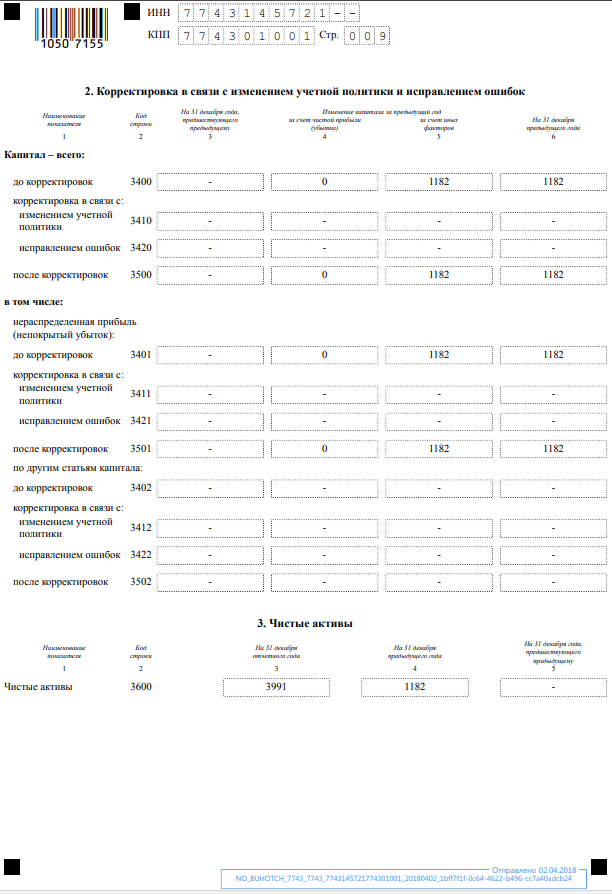 ИНН 7743145721--
КПП 774301001 Стр. 009
1050 7155
2. Корректировка в связи с изменением учетной политики и исправлением ошибок
Наименование показателя Код строки На 31 декабря года, предшествующего предыдущему Изменение капитала за предыдущий год за счет чистой прибыли (убытка) за счет иных факторов На 31 декабря предыдущего года
1 2 3 4 5 6
Капитал – всего:
до корректировок 3400 - 0 1182 1182
корректировка в связи с:
изменением учетной политики 3410 - - - -
исправлением ошибок 3420 - - - -
после корректировок 3500 - 0 1182 1182
в том числе:
нераспределенная прибыль
(непокрытый убыток):
до корректировок 3401 - 0 1182 1182
корректировка в связи с:
изменением учетной политики 3411 - - - -
исправлением ошибок 3421 - - - -
после корректировок 3501 - 0 1182 1182
по другим статьям капитала:
до корректировок 3402 - - - -
корректировка в связи с:
изменением учетной политики 3412 - - - -
исправлением ошибок 3422 - - - -
после корректировок 3502 - - - -
3. Чистые активы
Наименование показателя Код строки На 31 декабря отчетного года На 31 декабря предыдущего года На 31 декабря года, предшествующего предыдущему
1 2 3 4 5
Чистые активы 3600 3991 1182 -
Отправлено 02.04.2018
NO_BUHOTCH_7743_7743_7743145721774301001_20180402_1bff7f1f-0c64-4622-b496-cc7a40adcb24